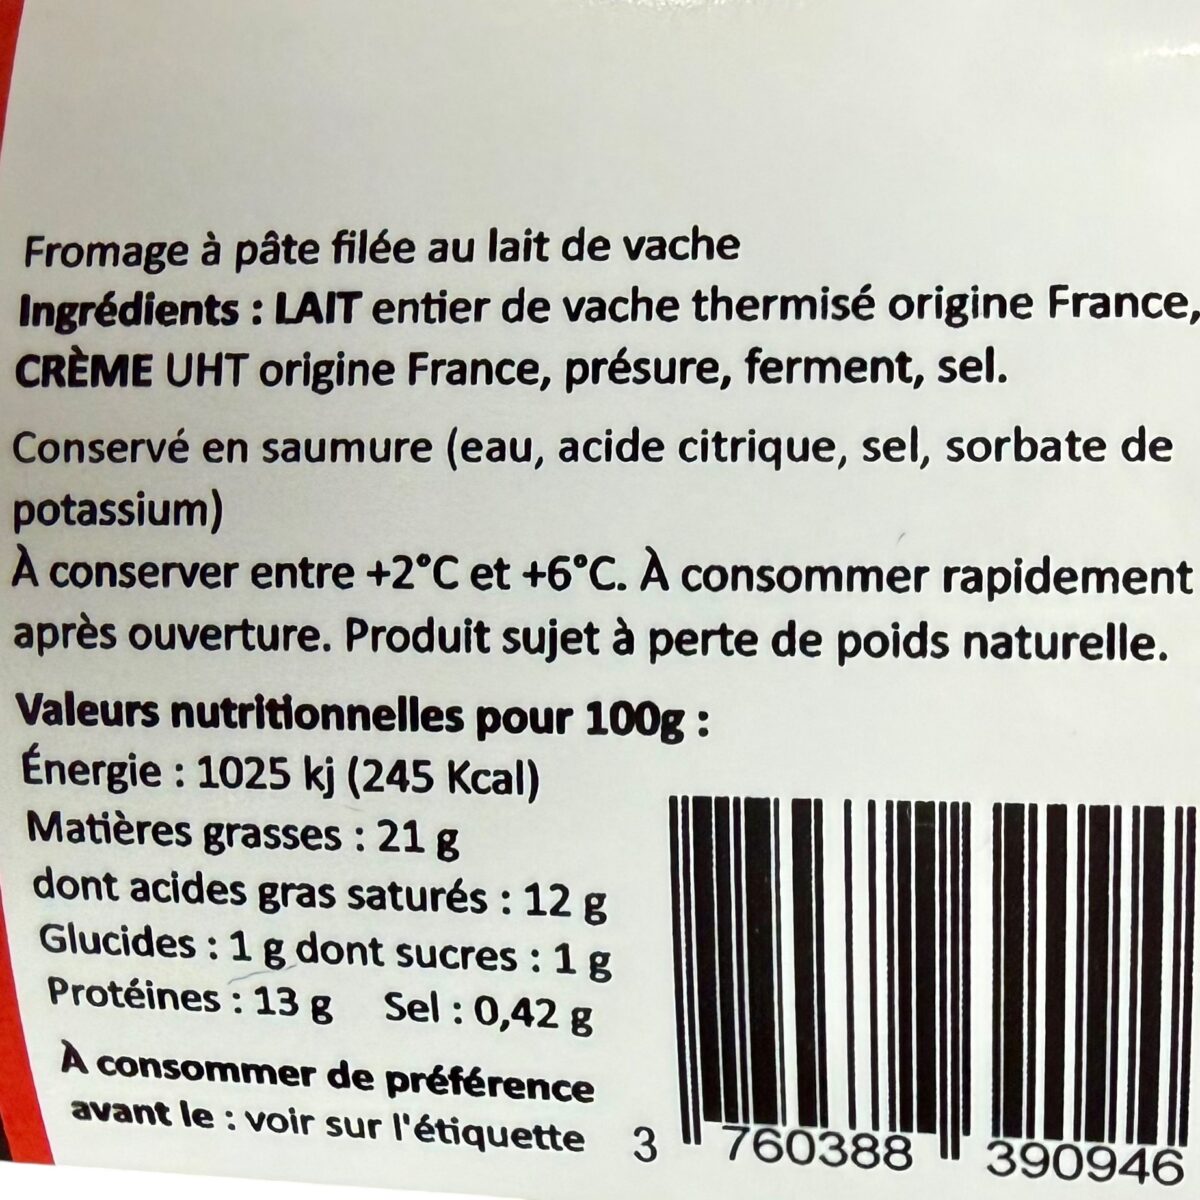 Fromage à pâte filée au lait de vache
Ingrédients : LAIT entier de vache thermisé origine France,
CRÈME UHT origine France, présure, ferment, sel.
Conservé en saumure (eau, acide citrique, sel, sorbate de
potassium)
À conserver entre +2°C et +6°C. À consommer rapidement
après ouverture. Produit sujet à perte de poids naturelle.
Valeurs nutritionnelles pour 100g :
Énergie : 1025 kj (245 Kcal)
Matières grasses : 21 g
dont acides gras saturés : 12 g
Glucides : 1 g dont sucres : 1 g
Protéines : 13 g Sel : 0,42 g
À consommer de préférence
avant le : voir sur l'étiquette
3 760388 390946